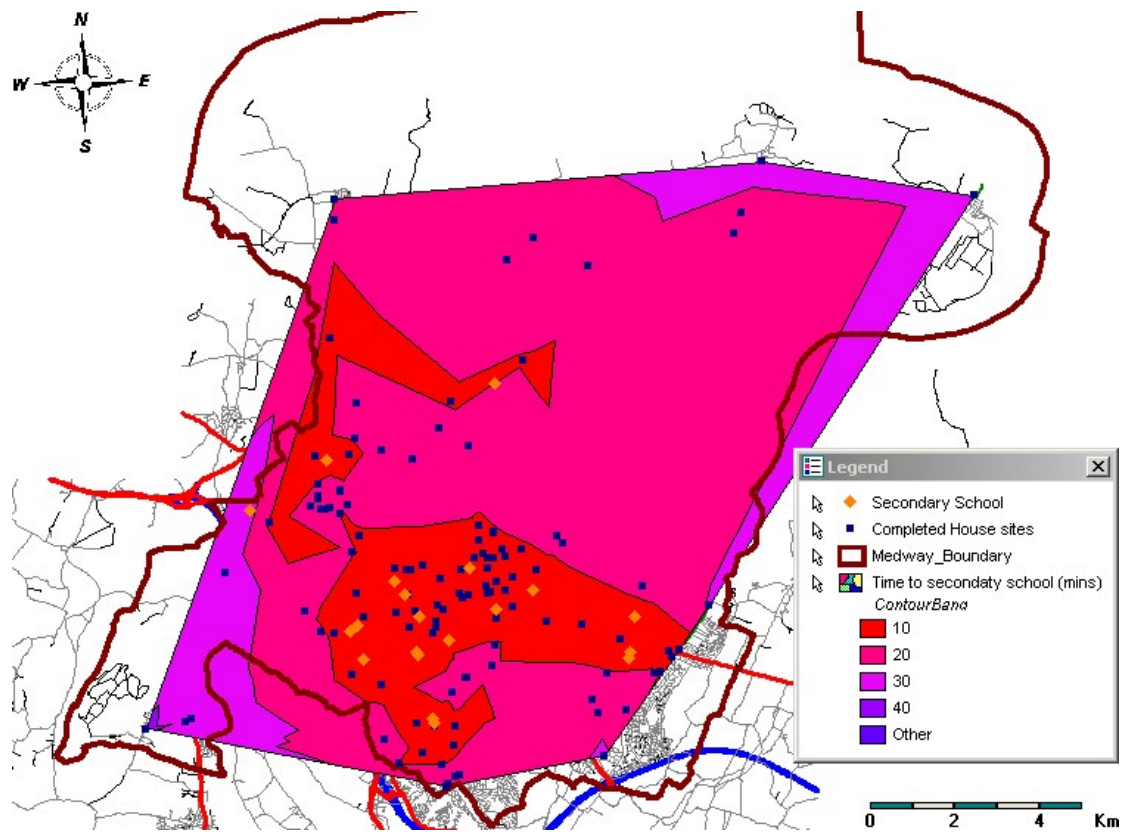 N
W E
S
Legend
Secondary School
Completed House sites
Medway_Boundary
Time to secondaty school (mins)
ContourBand
10
20
30
40
Other
0 2 4 Km